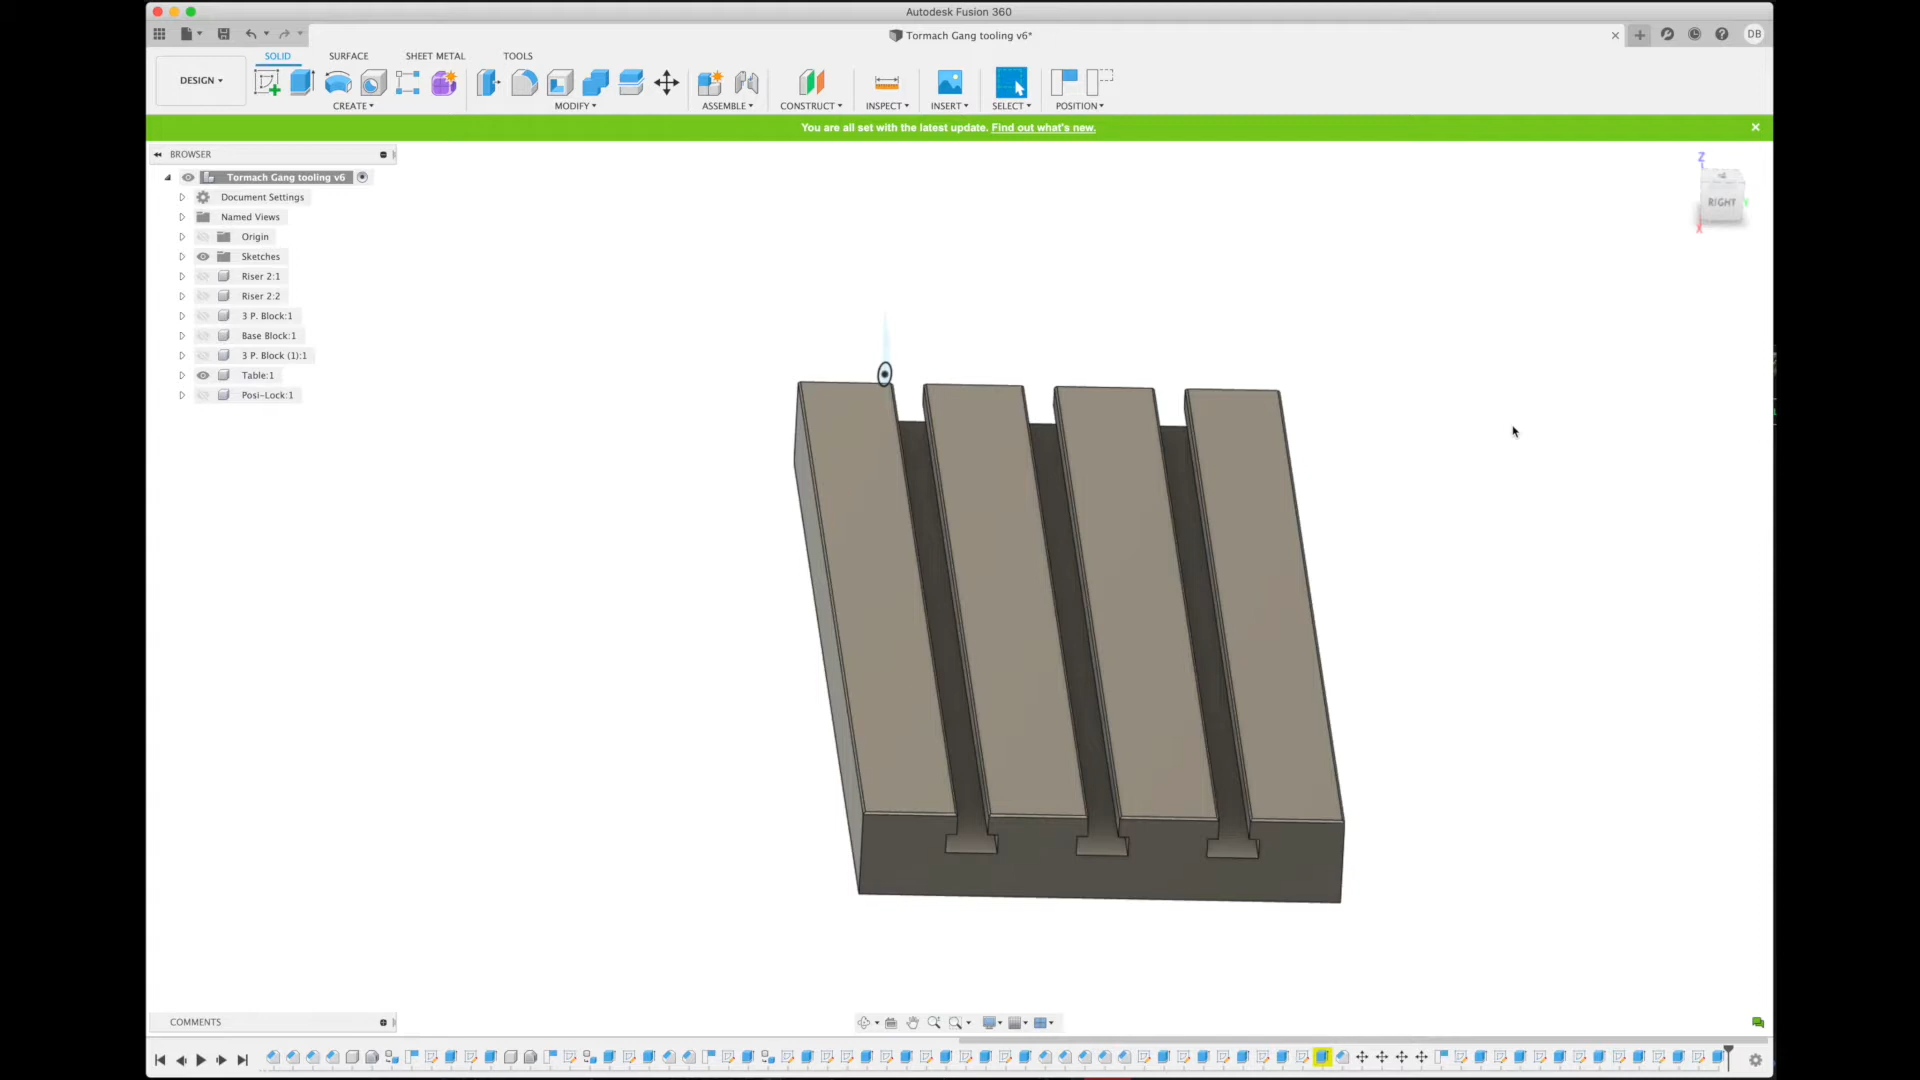 Autodesk Fusion 360
Tormach Gang tooling v6*
DB
SOLID SURFACE SHEET METAL TOOLS
DESIGN
CREATE MODIFY ASSEMBLE CONSTRUCT INSPECT INSERT SELECT POSITION
You are all set with the latest update. Find out what's new.
BROWSER
Tormach Gang tooling v6
Document Settings
Named Views
Origin
Sketches
Riser 2:1
Riser 2:2
3 P. Block:1
Base Block:1
3 P. Block (1):1
Table:1
Posi-Lock:1
Z
RIGHT
X
COMMENTS